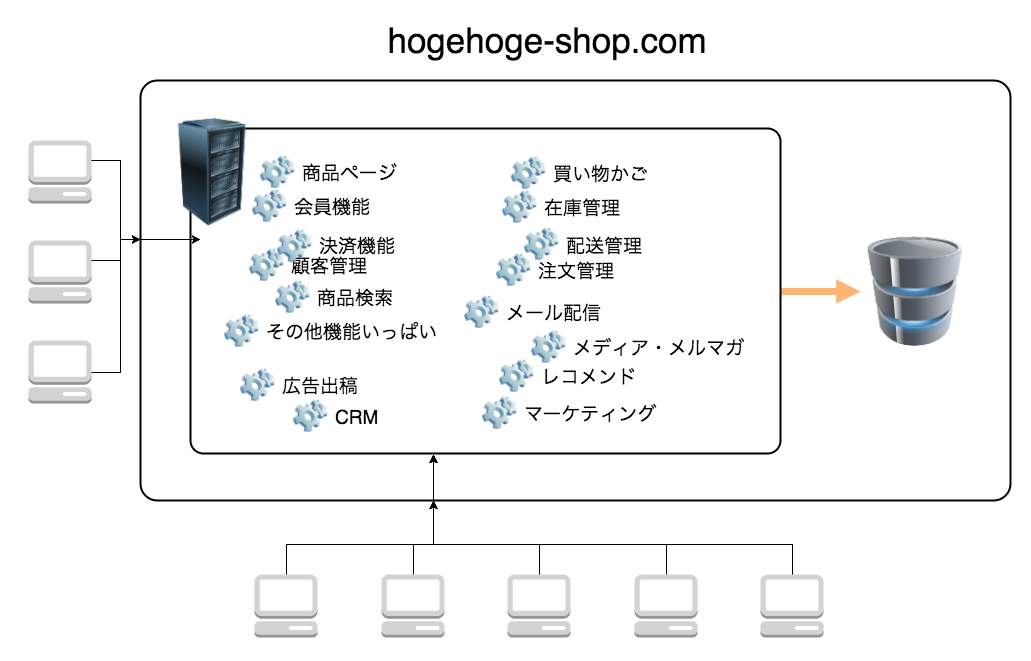 hogehoge-shop.com
商品ページ
会員機能
決済機能
顧客管理
商品検索
その他機能いっぱい
広告出稿
CRM
買い物かご
在庫管理
配送管理
注文管理
メール配信
メディア・メルマガ
レコメンド
マーケティング